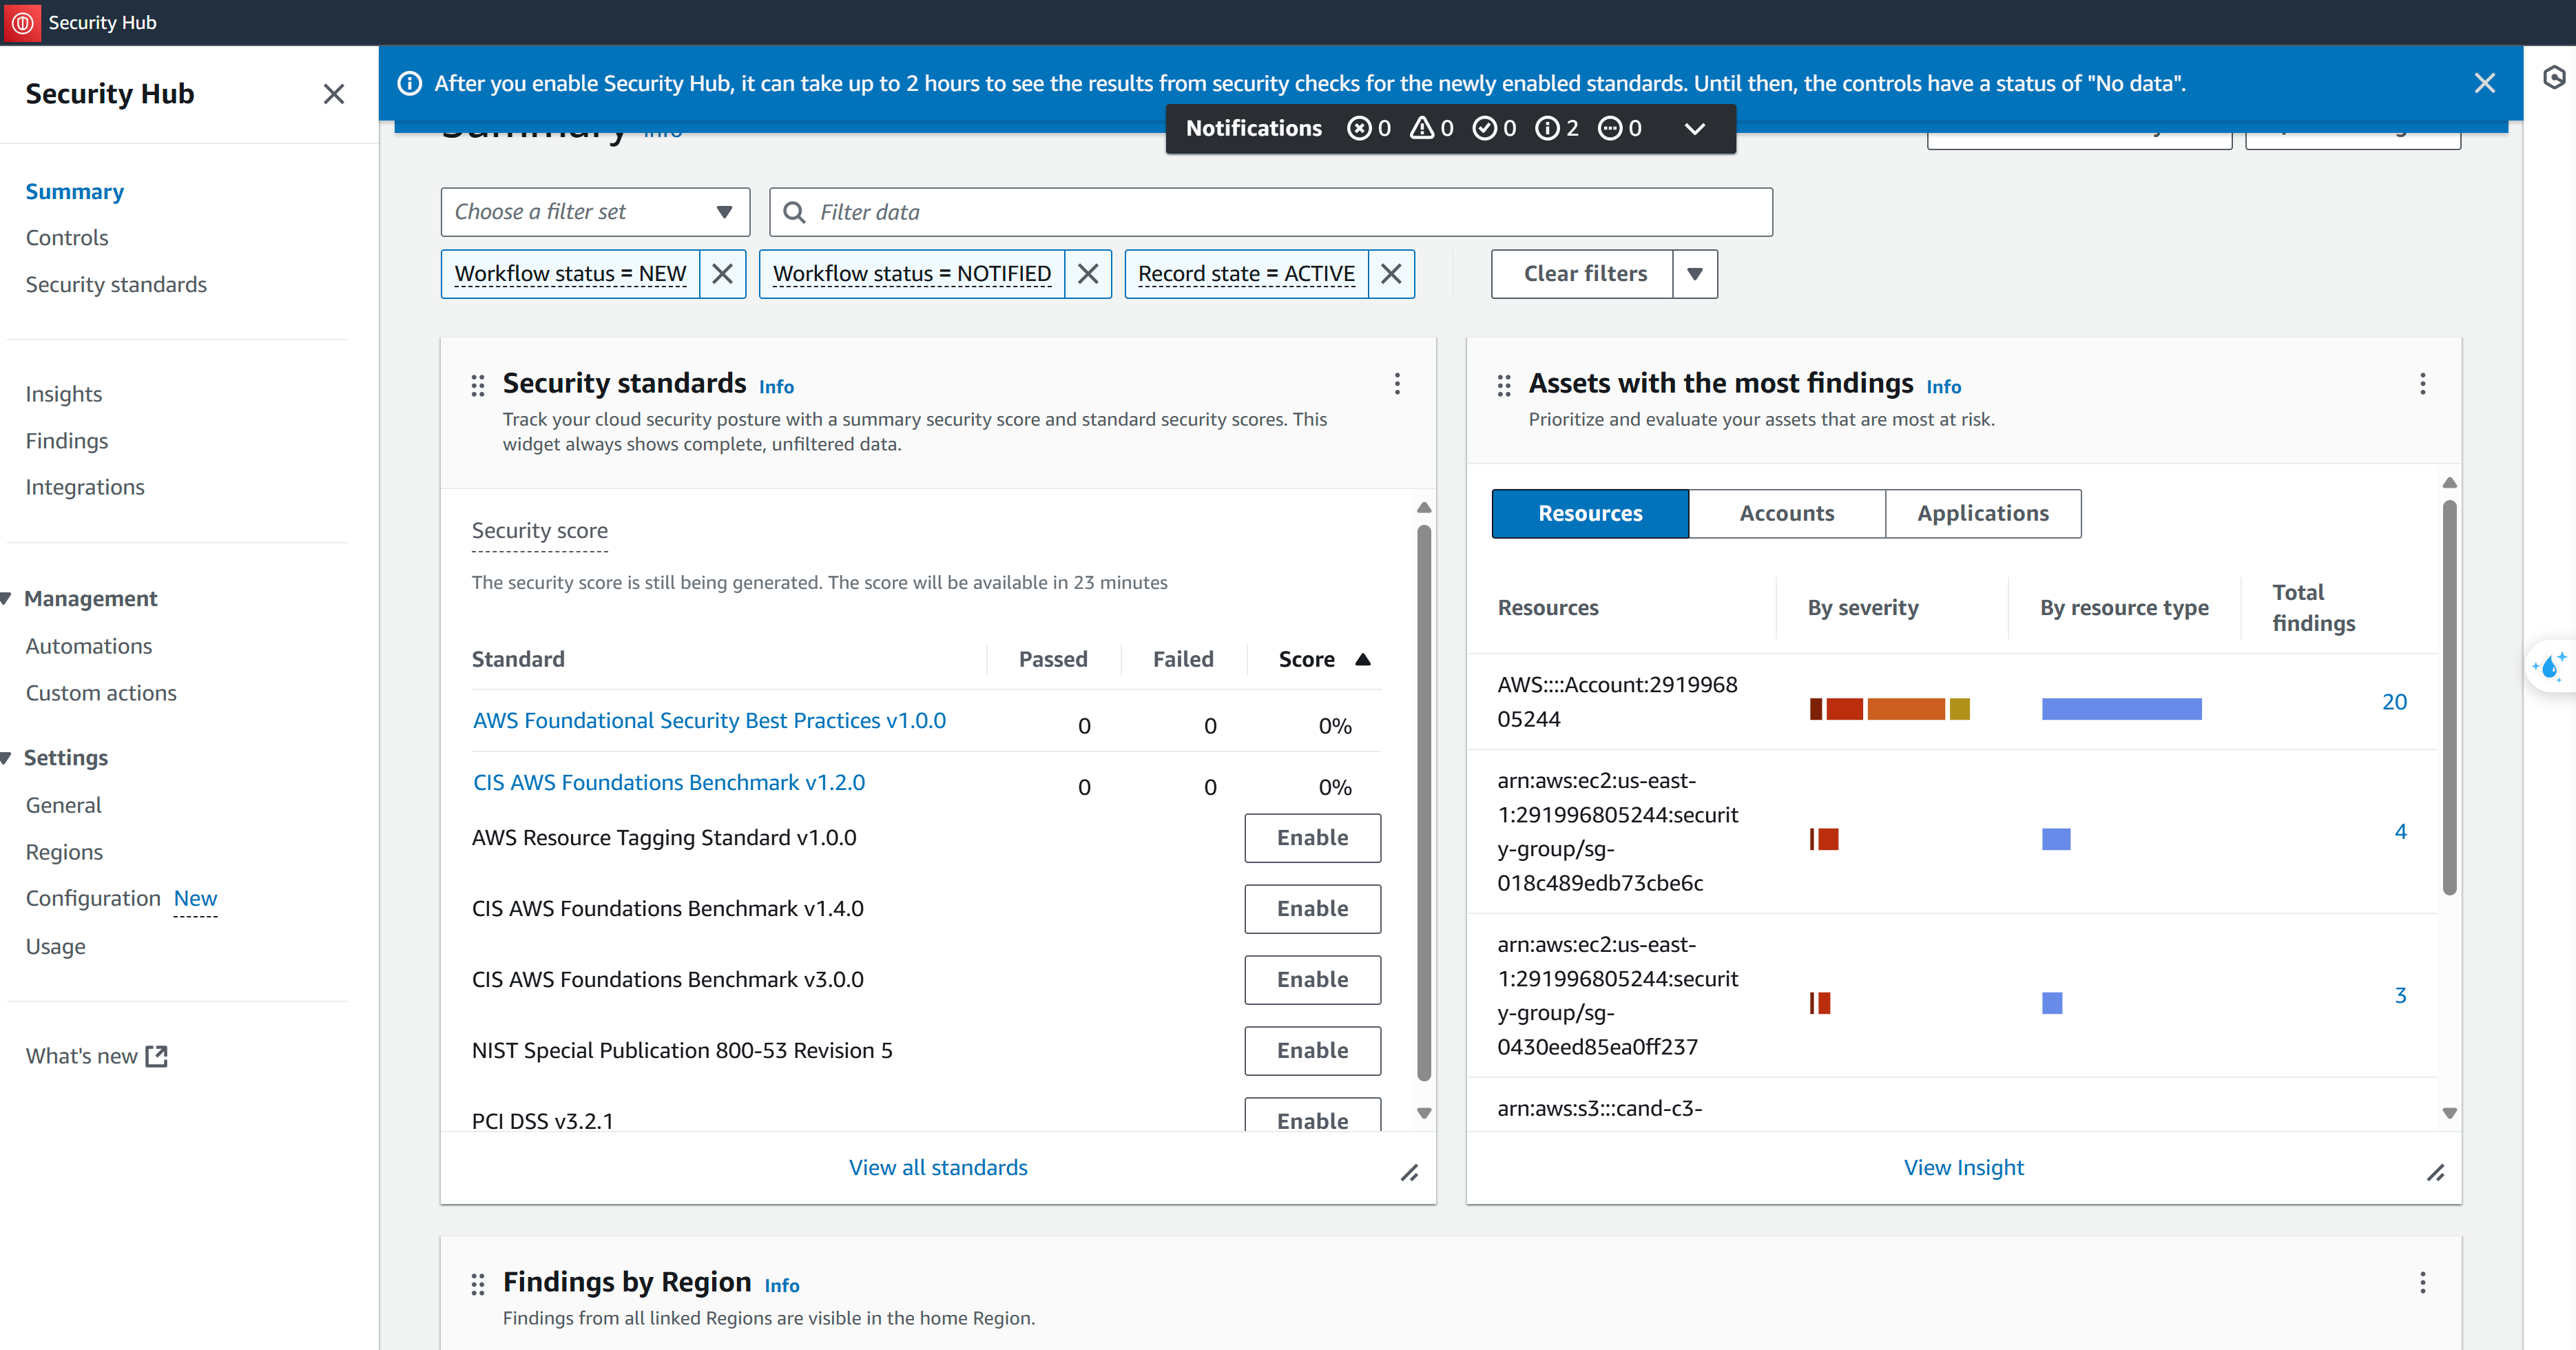 Security Hub
Security Hub
After you enable Security Hub, it can take up to 2 hours to see the results from security checks for the newly enabled standards. Until then, the controls have a status of "No data".
Notifications 0 0 0 2 0
Summary Info
Summary
Controls
Security standards
Insights
Findings
Integrations
Management
Automations
Custom actions
Settings
General
Regions
Configuration New
Usage
What's new
Choose a filter set
Filter data
Workflow status = NEW
Workflow status = NOTIFIED
Record state = ACTIVE
Clear filters
Security standards Info
Track your cloud security posture with a summary security score and standard security scores. This
widget always shows complete, unfiltered data.
Security score
The security score is still being generated. The score will be available in 23 minutes
Standard Passed Failed Score
AWS Foundational Security Best Practices v1.0.0 0 0 0%
CIS AWS Foundations Benchmark v1.2.0 0 0 0%
AWS Resource Tagging Standard v1.0.0 Enable
CIS AWS Foundations Benchmark v1.4.0 Enable
CIS AWS Foundations Benchmark v3.0.0 Enable
NIST Special Publication 800-53 Revision 5 Enable
PCI DSS v3.2.1 Enable
View all standards
Assets with the most findings Info
Prioritize and evaluate your assets that are most at risk.
Resources Accounts Applications
Resources By severity By resource type Total
findings
AWS::::Account:2919968
05244
20
arn:aws:ec2:us-east-
1:291996805244:securit
y-group/sg-
018c489edb73cbe6c
4
arn:aws:ec2:us-east-
1:291996805244:securit
y-group/sg-
0430eed85ea0ff237
3
arn:aws:s3:::cand-c3-
View Insight
Findings by Region Info
Findings from all linked Regions are visible in the home Region.